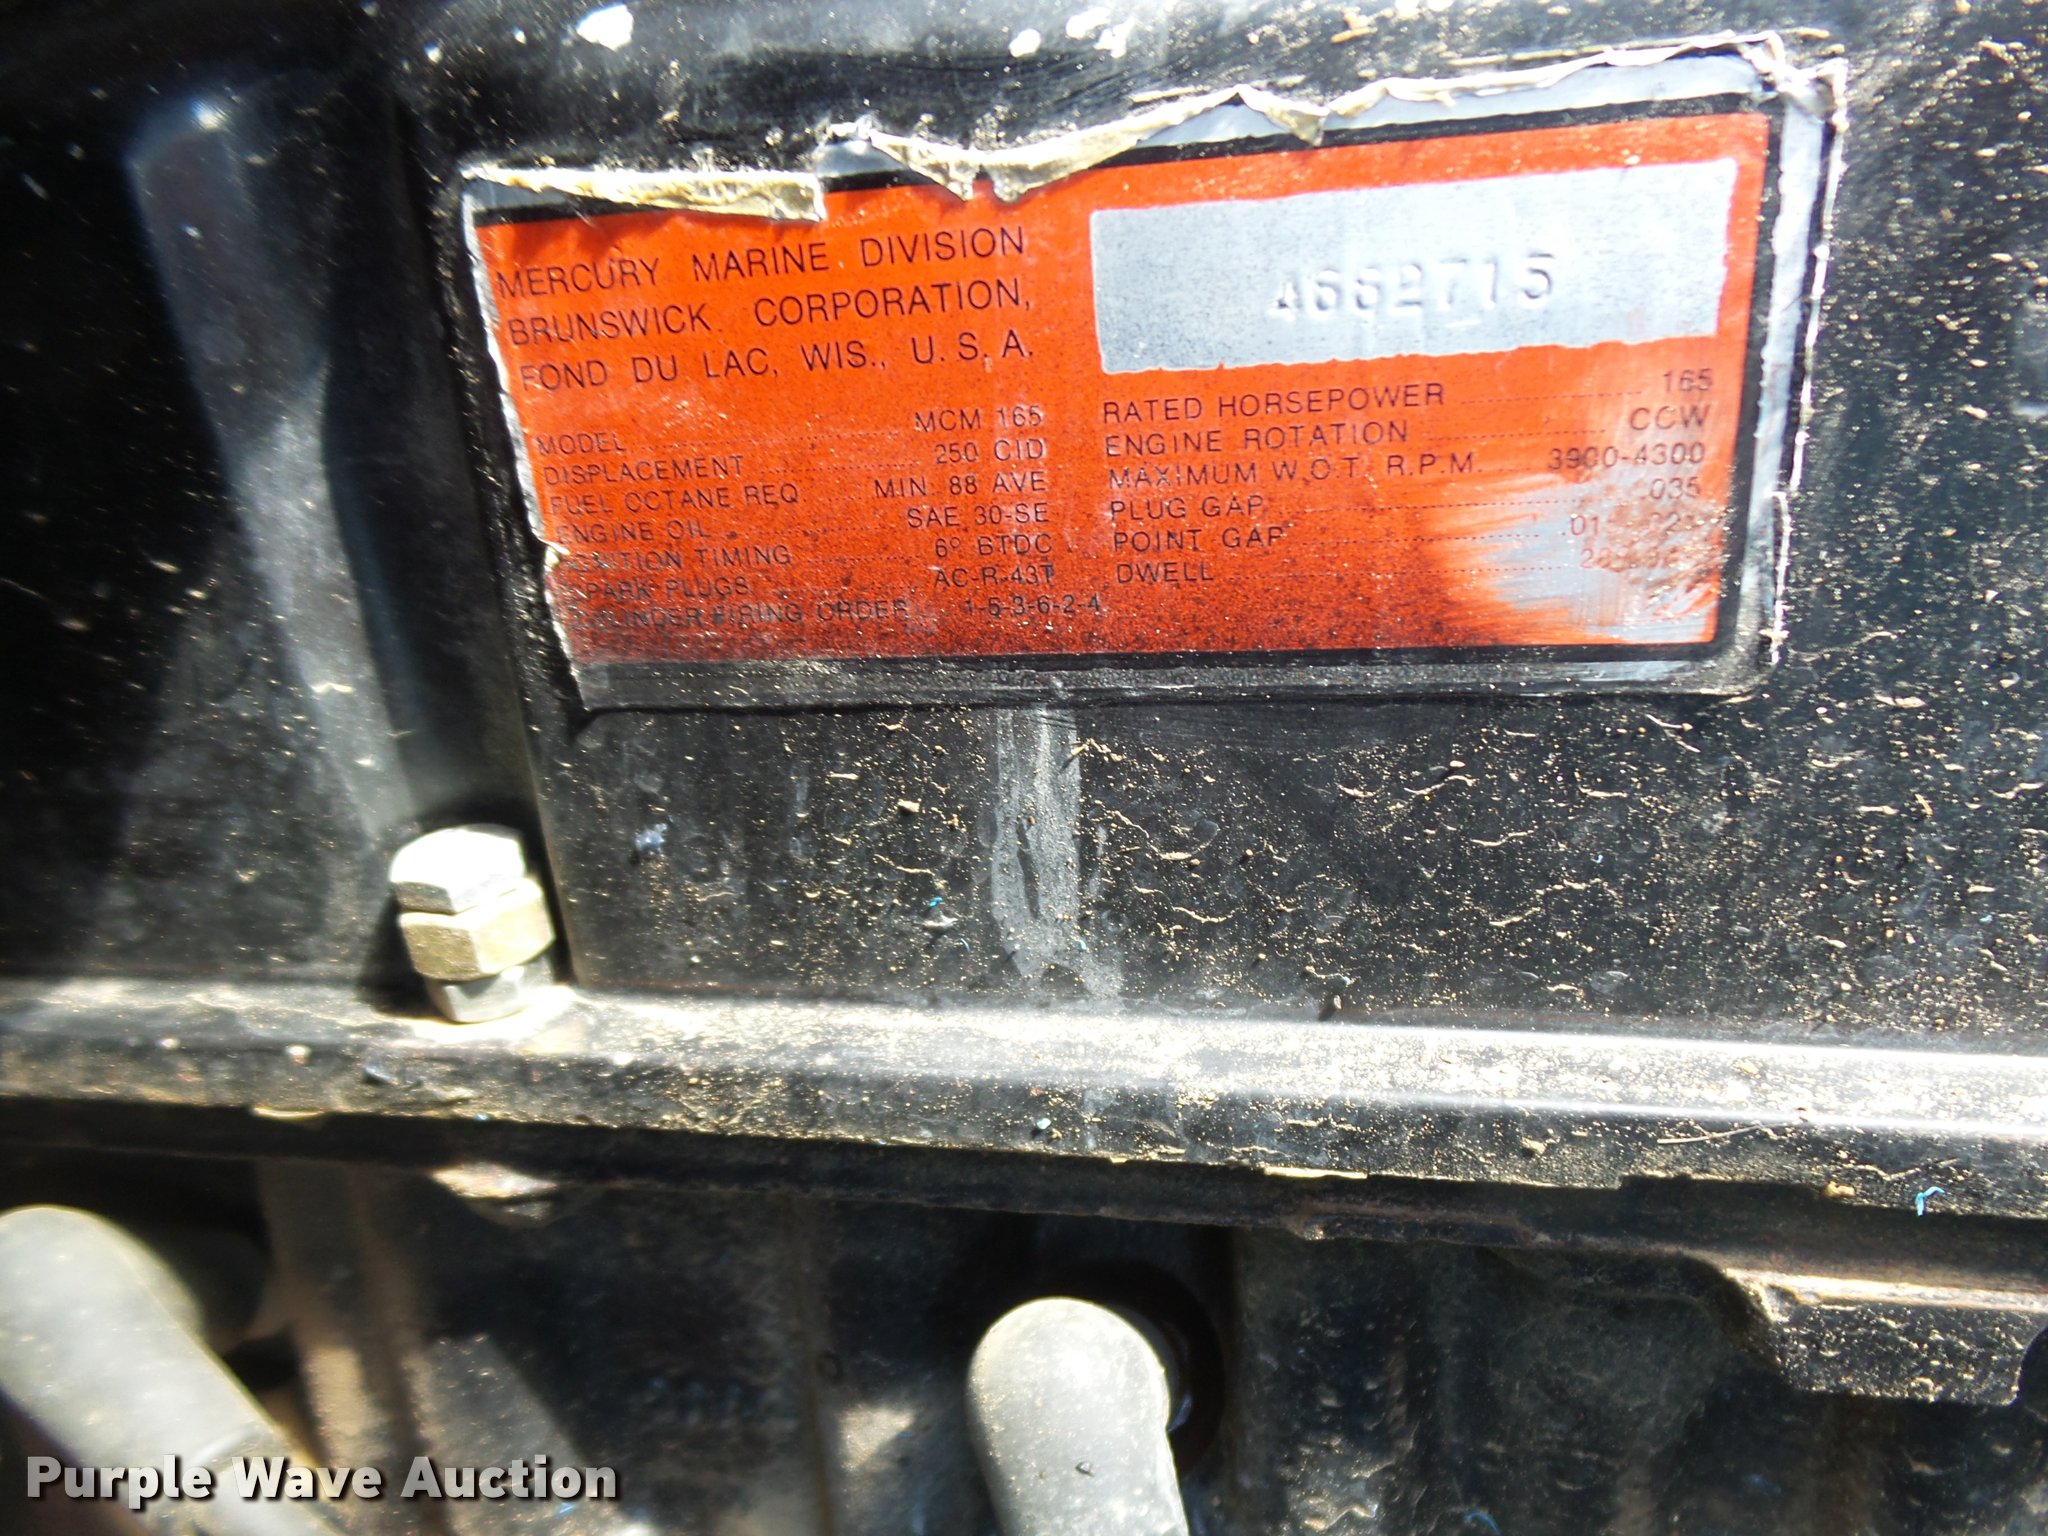 MERCURY MARINE DIVISION
BRUNSWICK CORPORATION,
FOND DU LAC, WIS., U.S.A.
MODEL MCM 165
DISPLACEMENT 250 CID
FUEL OCTANE REQ MIN. 88 AVE
ENGINE OIL SAE 30-SE
IGNITION TIMING 6° BTDC
SPARK PLUGS AC-R-43T
CYLINDER FIRING ORDER 1-5-3-6-2-4
4662715
RATED HORSEPOWER 165
ENGINE ROTATION CCW
MAXIMUM W.O.T. R.P.M. 3900-4300
PLUG GAP .035
POINT GAP
DWELL
Purple Wave Auction